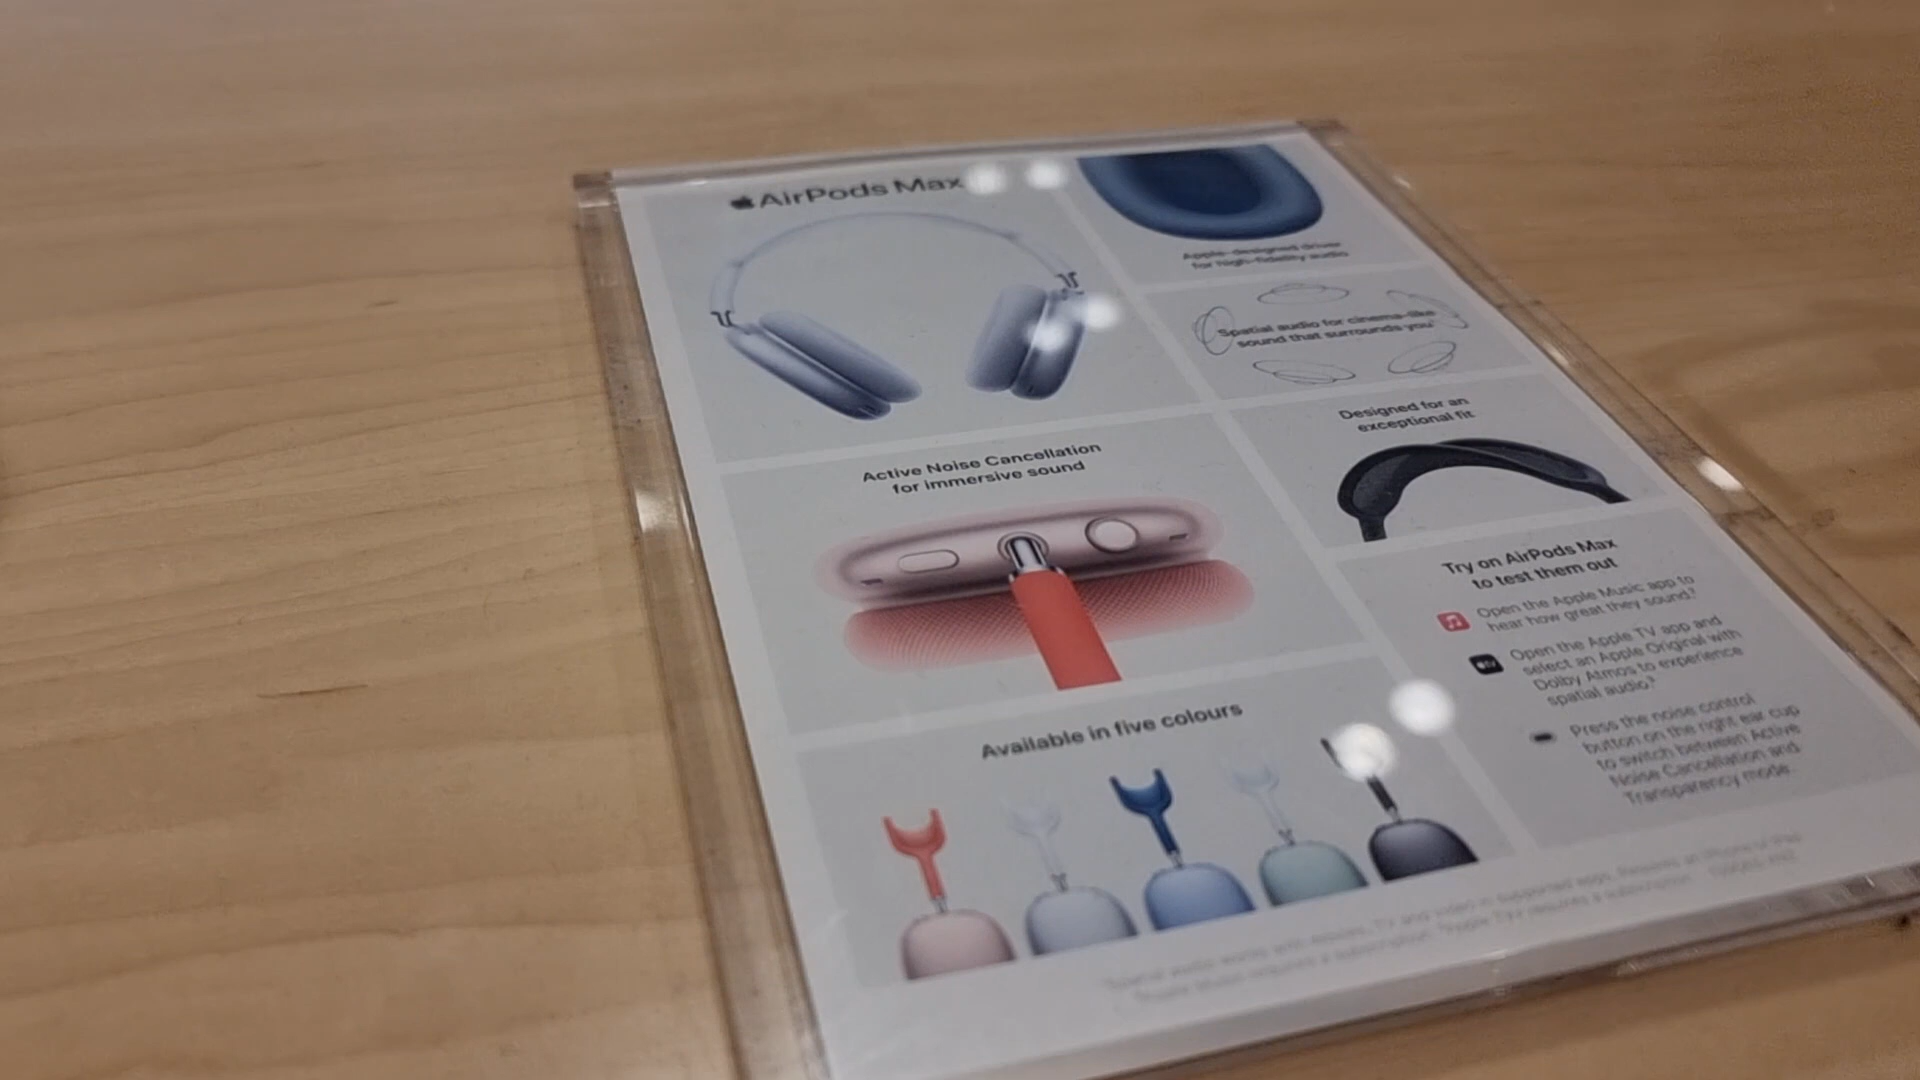 AirPods Max
Apple-designed driver
for high-fidelity audio
Spatial audio for cinema-like
sound that surrounds you
Designed for an
exceptional fit
Active Noise Cancellation
for immersive sound
Available in five colours
Try on AirPods Max
to test them out
Open the Apple Music app to
hear how great they sound.²
tv
Open the Apple TV app and
select an Apple Original with
Dolby Atmos to experience
spatial audio.³
Press the noise control
button on the right ear cup
to switch between Active
Noise Cancellation and
Transparency mode.